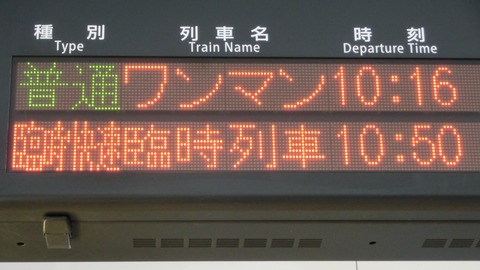 種別 列車名 時刻
Type Train Name Departure Time
普通 ワンマン 10:16
臨時快速 臨時列車 10:50